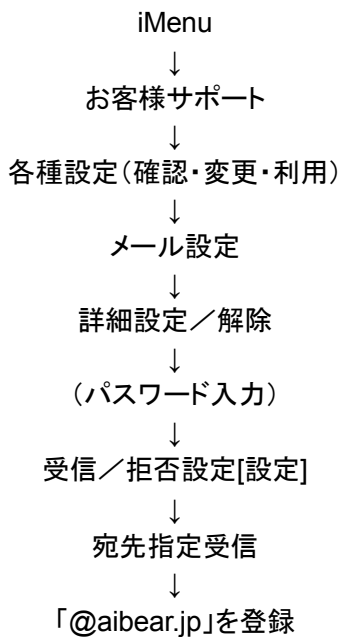 iMenu
↓
お客様サポート
↓
各種設定（確認・変更・利用）
↓
メール設定
↓
詳細設定／解除
↓
（パスワード入力）
↓
受信／拒否設定[設定]
↓
宛先指定受信
↓
「@aibear.jp」を登録